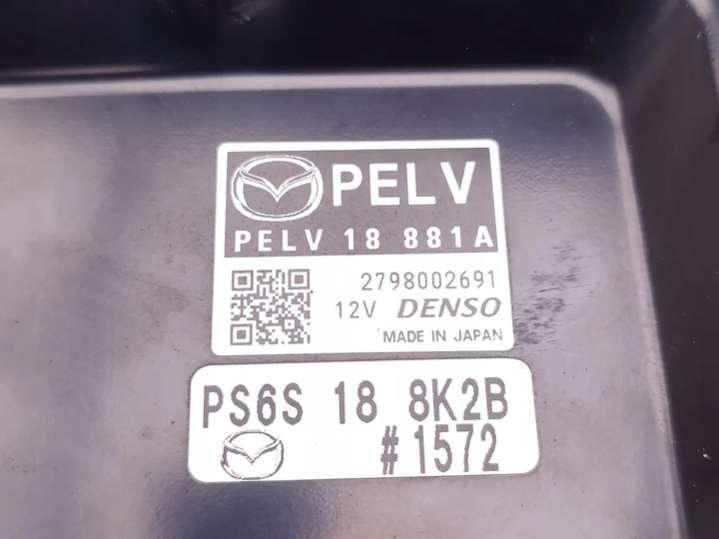 PELV
PELV 18 881A
2798002691
12V DENSO
MADE IN JAPAN
PS6S 18 8K2B
#1572